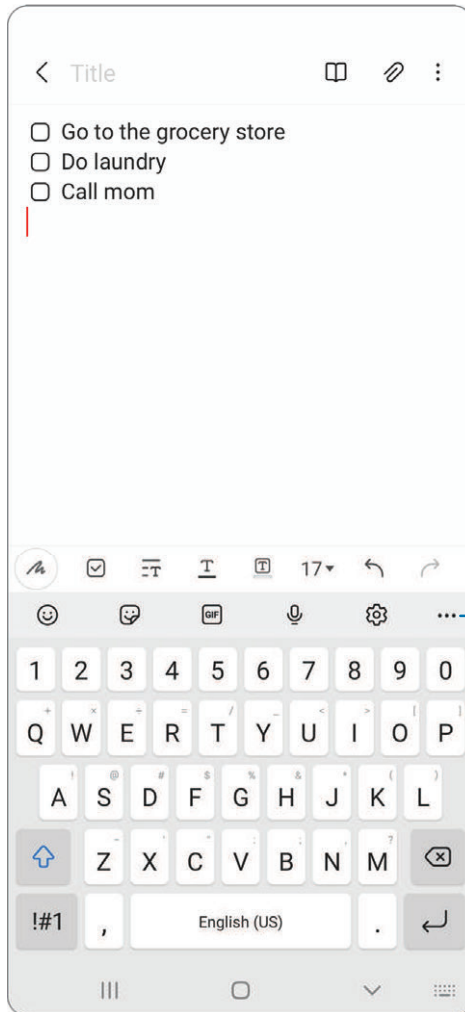 Title
Go to the grocery store
Do laundry
Call mom
T T T 17
GIF
1 2 3 4 5 6 7 8 9 0
+ × ÷ = / _ < > [ ]
Q W E R T Y U I O P
! @ # $ % & * ( )
A S D F G H J K L
- ' " : ; , ?
Z X C V B N M
!#1 , English (US) .